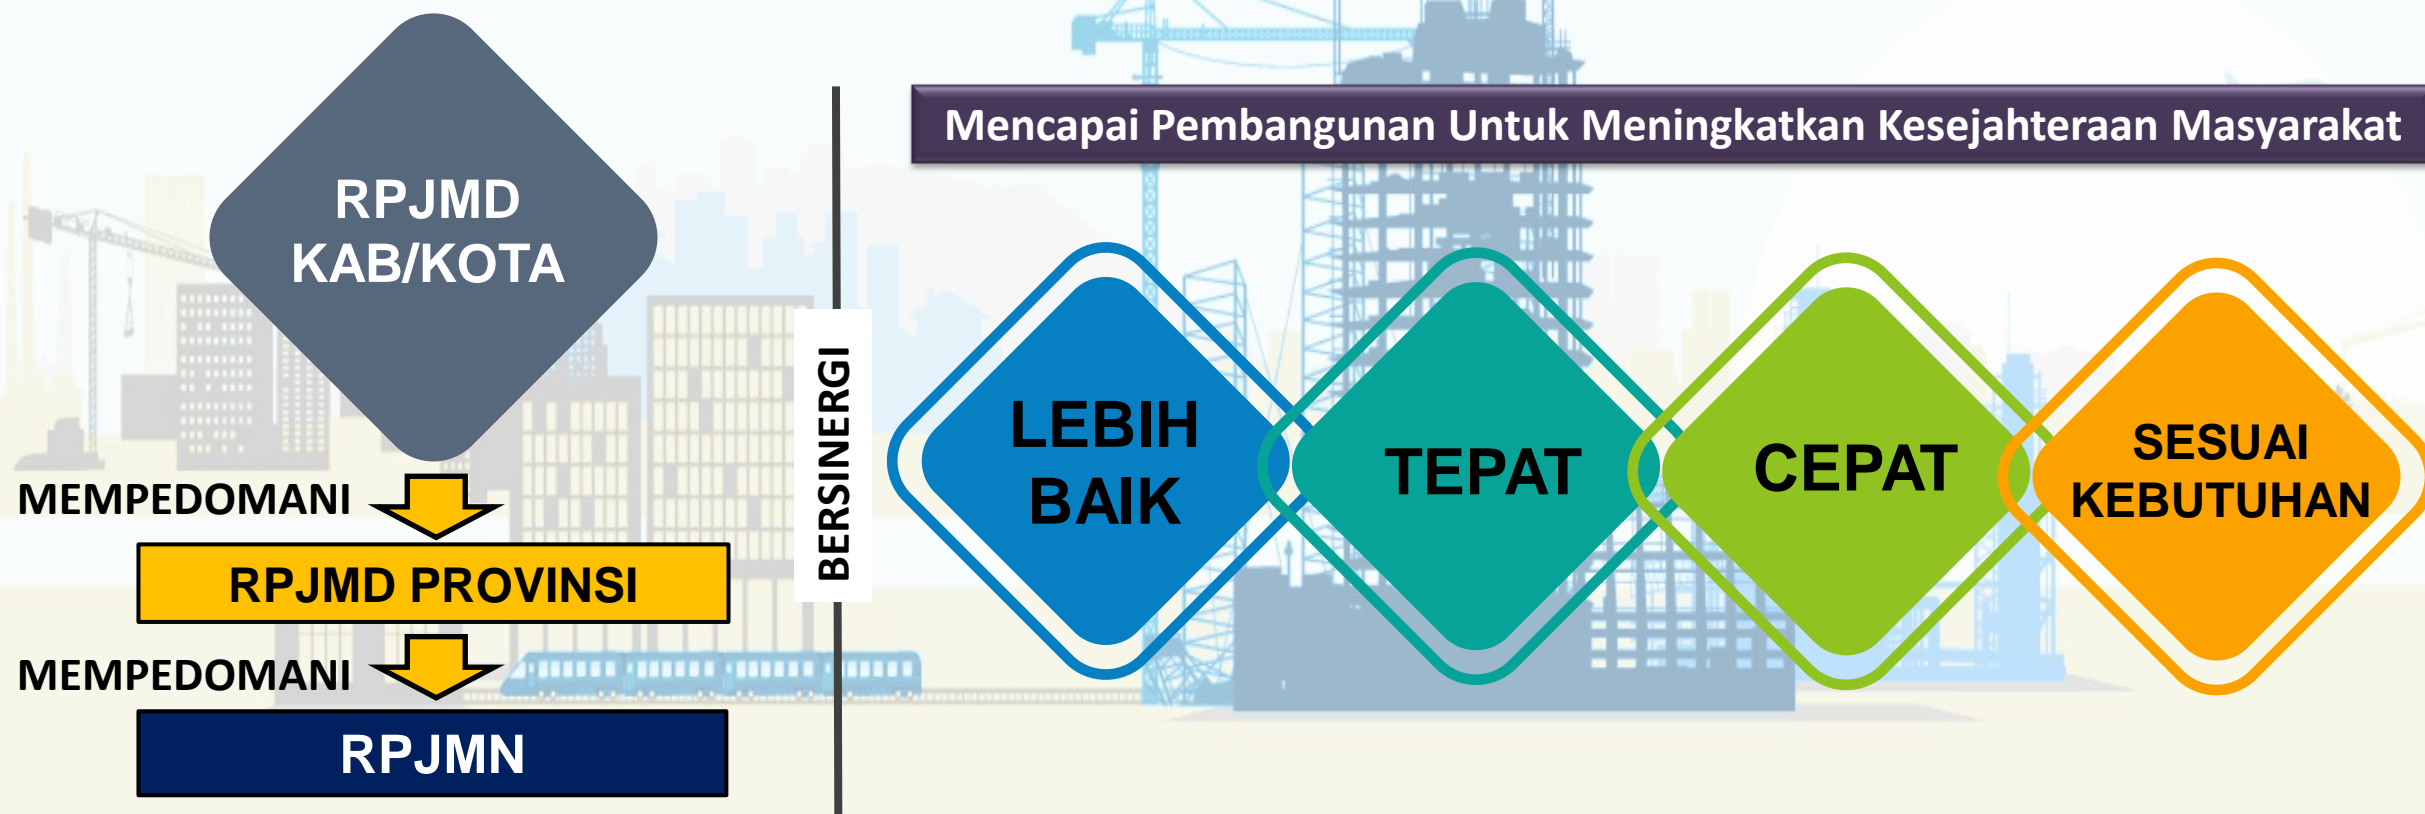 RPJMD
KAB/KOTA
MEMPEDOMANI
RPJMD PROVINSI
MEMPEDOMANI
RPJMN
BERSINERGI
Mencapai Pembangunan Untuk Meningkatkan Kesejahteraan Masyarakat
LEBIH
BAIK
TEPAT
CEPAT
SESUAI
KEBUTUHAN